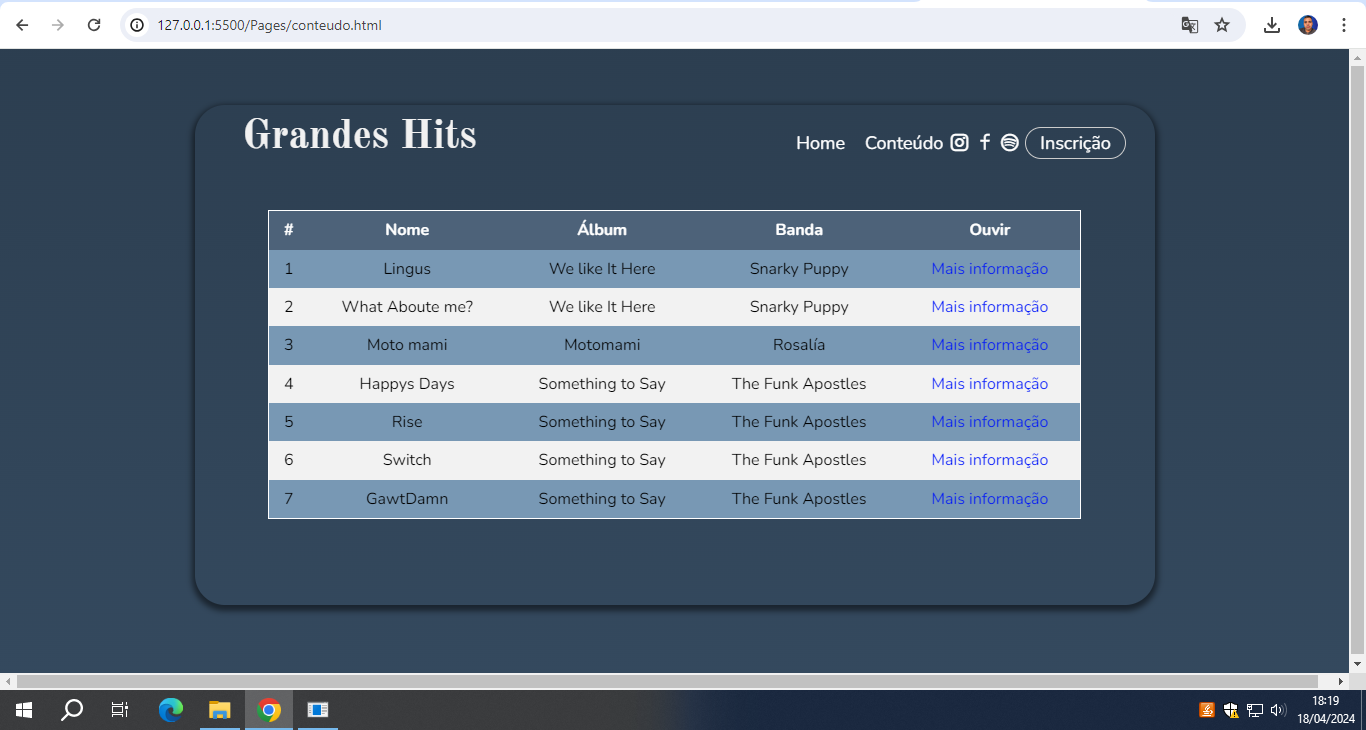 127.0.0.1:5500/Pages/conteudo.html
Grandes Hits
Home Conteúdo Inscrição
# Nome Álbum Banda Ouvir
1 Lingus We like It Here Snarky Puppy Mais informação
2 What Aboute me? We like It Here Snarky Puppy Mais informação
3 Moto mami Motomami Rosalía Mais informação
4 Happys Days Something to Say The Funk Apostles Mais informação
5 Rise Something to Say The Funk Apostles Mais informação
6 Switch Something to Say The Funk Apostles Mais informação
7 GawtDamn Something to Say The Funk Apostles Mais informação
18:19
18/04/2024